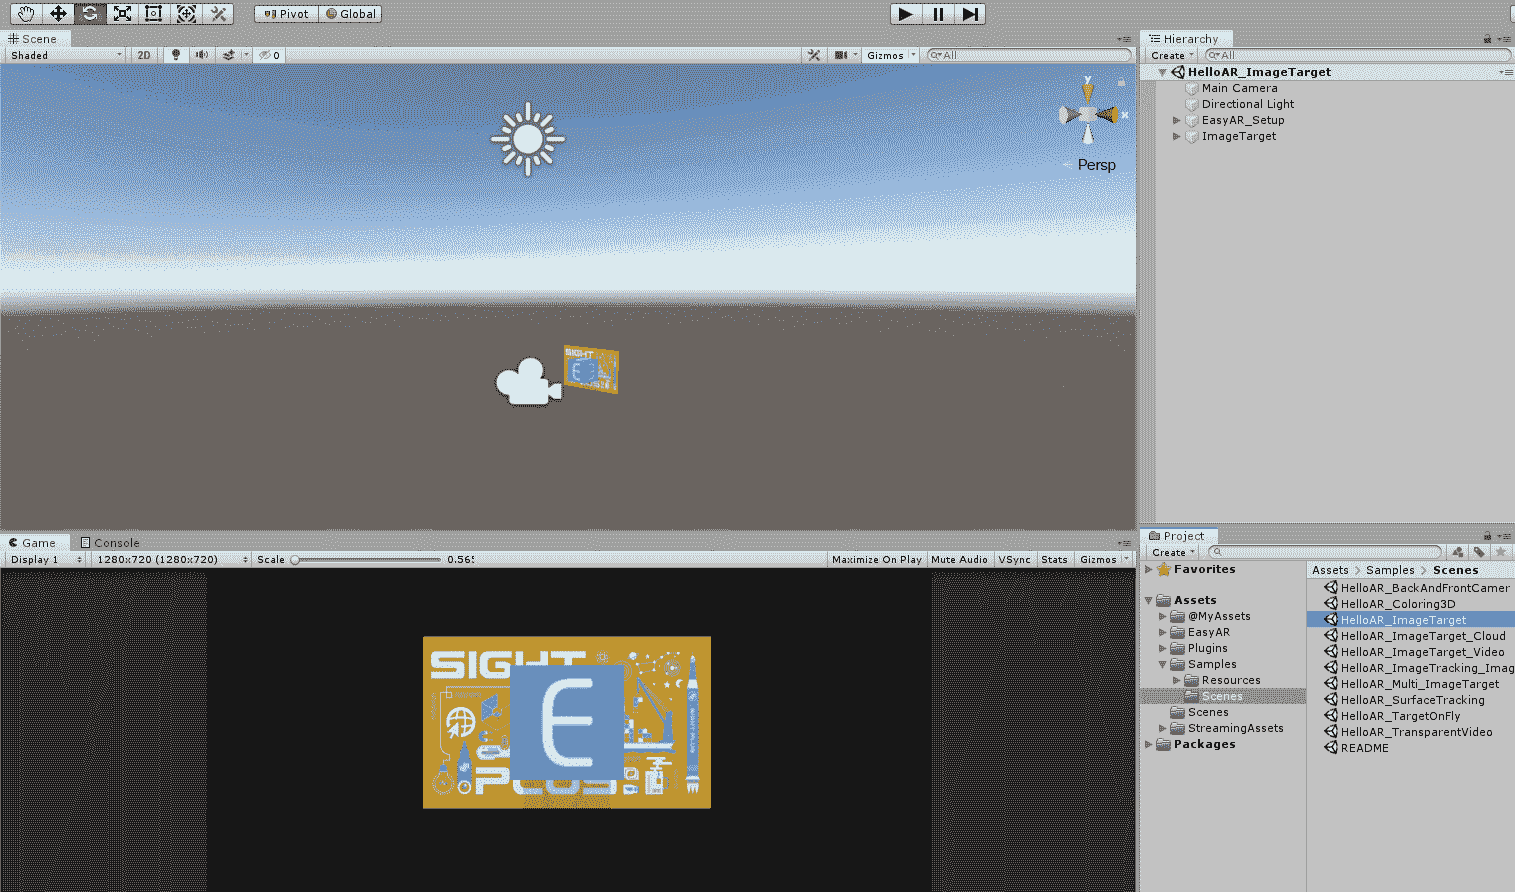 Pivot Global
Scene
Shaded 2D 0 Gizmos All
y
x
Persp
SIGHT
E
Hierarchy
Create All
HelloAR_ImageTarget
Main Camera
Directional Light
EasyAR_Setup
ImageTarget
Game Console
Display 1 1280x720 (1280x720) Scale 0.565 Maximize On Play Mute Audio VSync Stats Gizmos
SIGHT
E
Project
Create
Favorites
Assets
@MyAssets
EasyAR
Plugins
Samples
Resources
Scenes
Scenes
StreamingAssets
Packages
Assets > Samples > Scenes
HelloAR_BackAndFrontCamer
HelloAR_Coloring3D
HelloAR_ImageTarget
HelloAR_ImageTarget_Cloud
HelloAR_ImageTarget_Video
HelloAR_ImageTracking_Imag
HelloAR_Multi_ImageTarget
HelloAR_SurfaceTracking
HelloAR_TargetOnFly
HelloAR_TransparentVideo
README